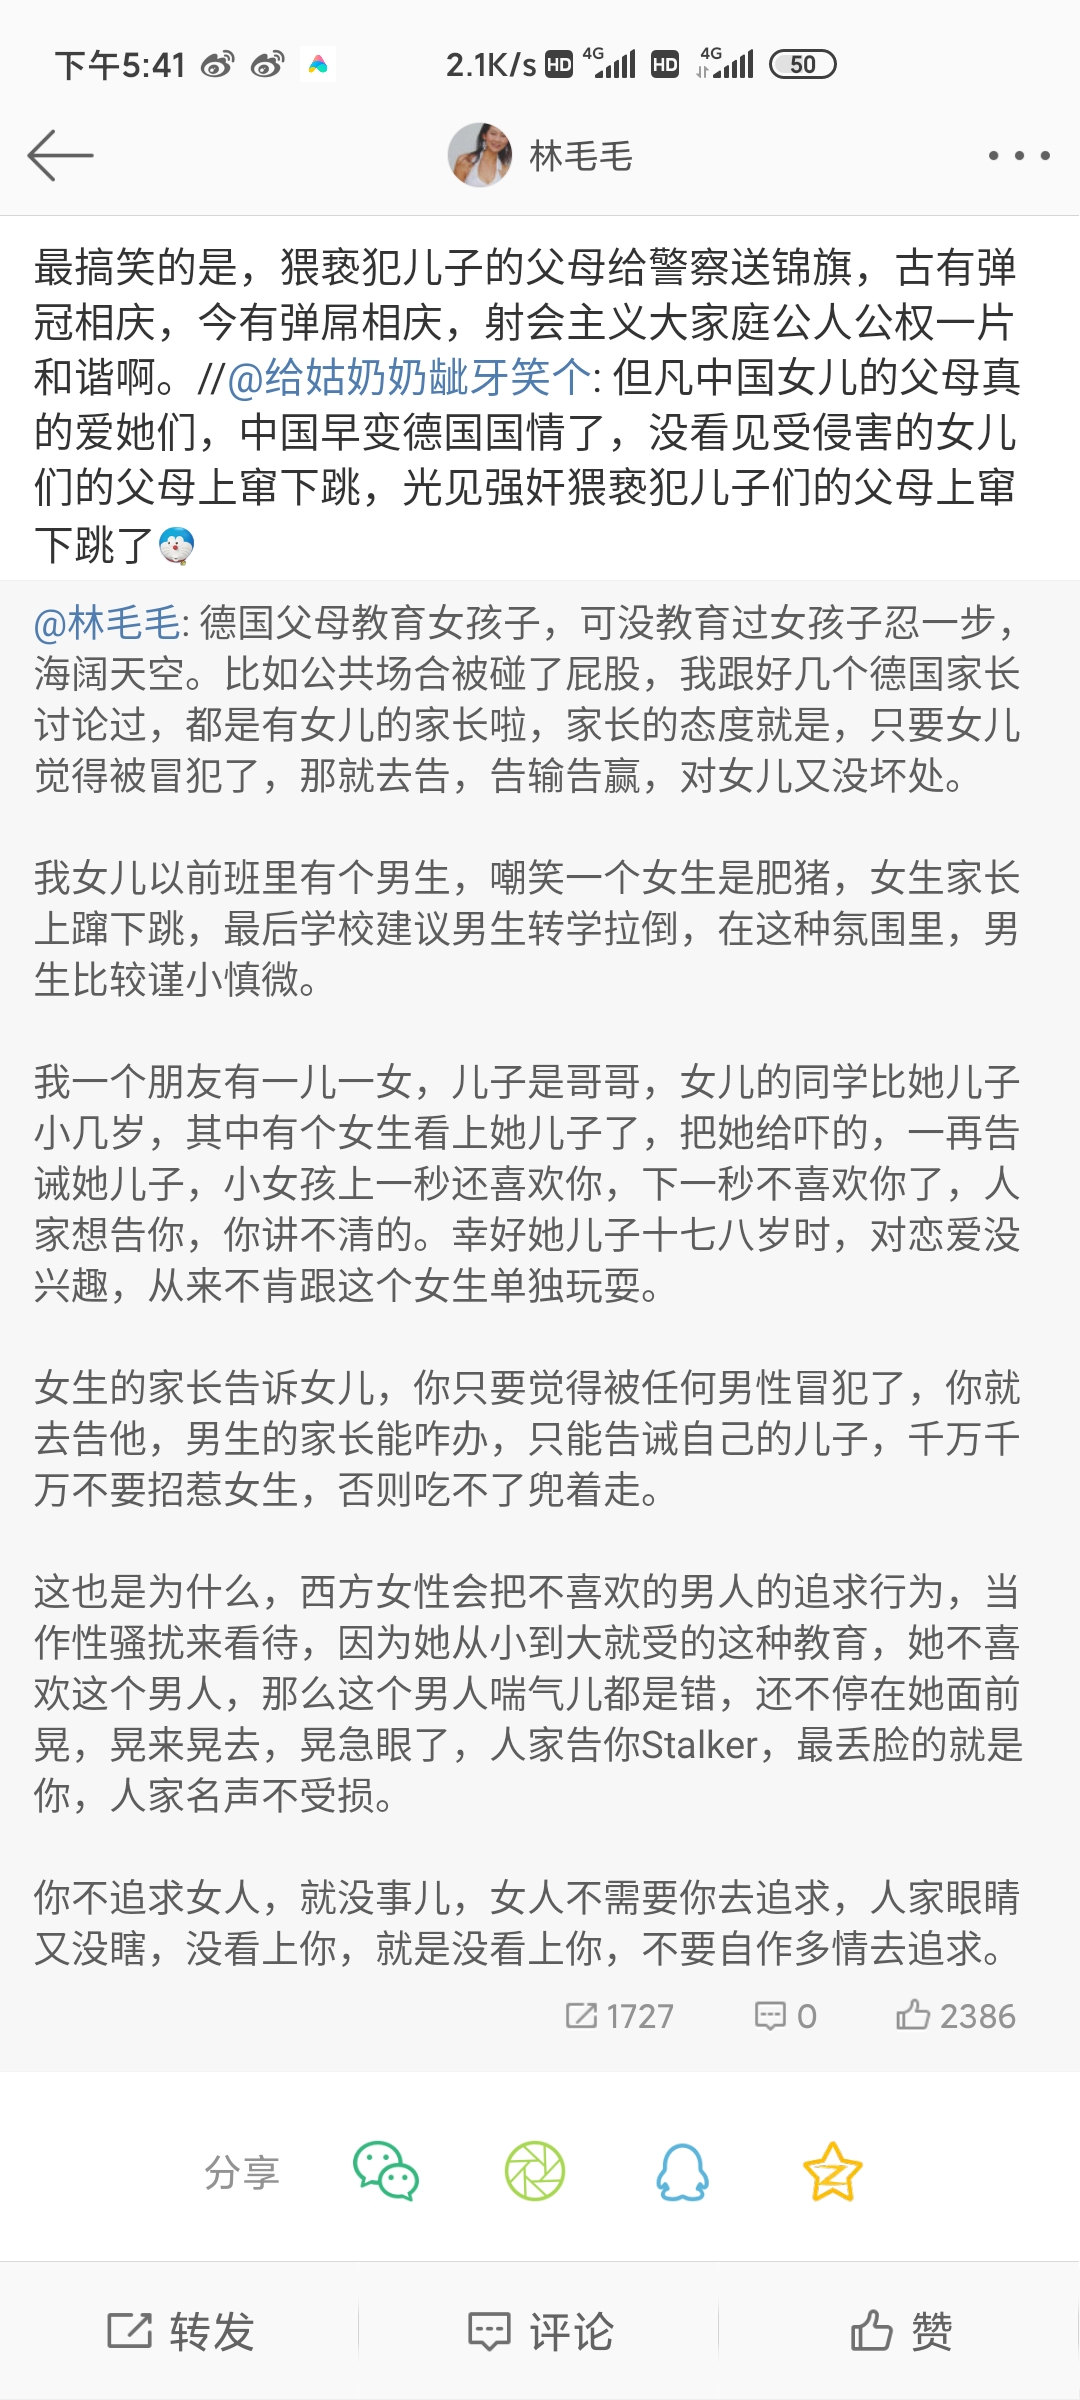 下午5:41 2.1K/s HD 4G HD 4G 50
林毛毛
最搞笑的是，猥亵犯儿子的父母给警察送锦旗，古有弹
冠相庆，今有弹屌相庆，射会主义大家庭公人公权一片
和谐啊。//@给姑奶奶龇牙笑个: 但凡中国女儿的父母真
的爱她们，中国早变德国国情了，没看见受侵害的女儿
们的父母上窜下跳，光见强奸猥亵犯儿子们的父母上窜
下跳了
@林毛毛: 德国父母教育女孩子，可没教育过女孩子忍一步，
海阔天空。比如公共场合被碰了屁股，我跟好几个德国家长
讨论过，都是有女儿的家长啦，家长的态度就是，只要女儿
觉得被冒犯了，那就去告，告输告赢，对女儿又没坏处。
我女儿以前班里有个男生，嘲笑一个女生是肥猪，女生家长
上蹿下跳，最后学校建议男生转学拉倒，在这种氛围里，男
生比较谨小慎微。
我一个朋友有一儿一女，儿子是哥哥，女儿的同学比她儿子
小几岁，其中有个女生看上她儿子了，把她给吓的，一再告
诫她儿子，小女孩上一秒还喜欢你，下一秒不喜欢你了，人
家想告你，你讲不清的。幸好她儿子十七八岁时，对恋爱没
兴趣，从来不肯跟这个女生单独玩耍。
女生的家长告诉女儿，你只要觉得被任何男性冒犯了，你就
去告他，男生的家长能咋办，只能告诫自己的儿子，千万千
万不要招惹女生，否则吃不了兜着走。
这也是为什么，西方女性会把不喜欢的男人的追求行为，当
作性骚扰来看待，因为她从小到大就受的这种教育，她不喜
欢这个男人，那么这个男人喘气儿都是错，还不停在她面前
晃，晃来晃去，晃急眼了，人家告你Stalker，最丢脸的就是
你，人家名声不受损。
你不追求女人，就没事儿，女人不需要你去追求，人家眼睛
又没瞎，没看上你，就是没看上你，不要自作多情去追求。
1727 0 2386
分享
转发 评论 赞